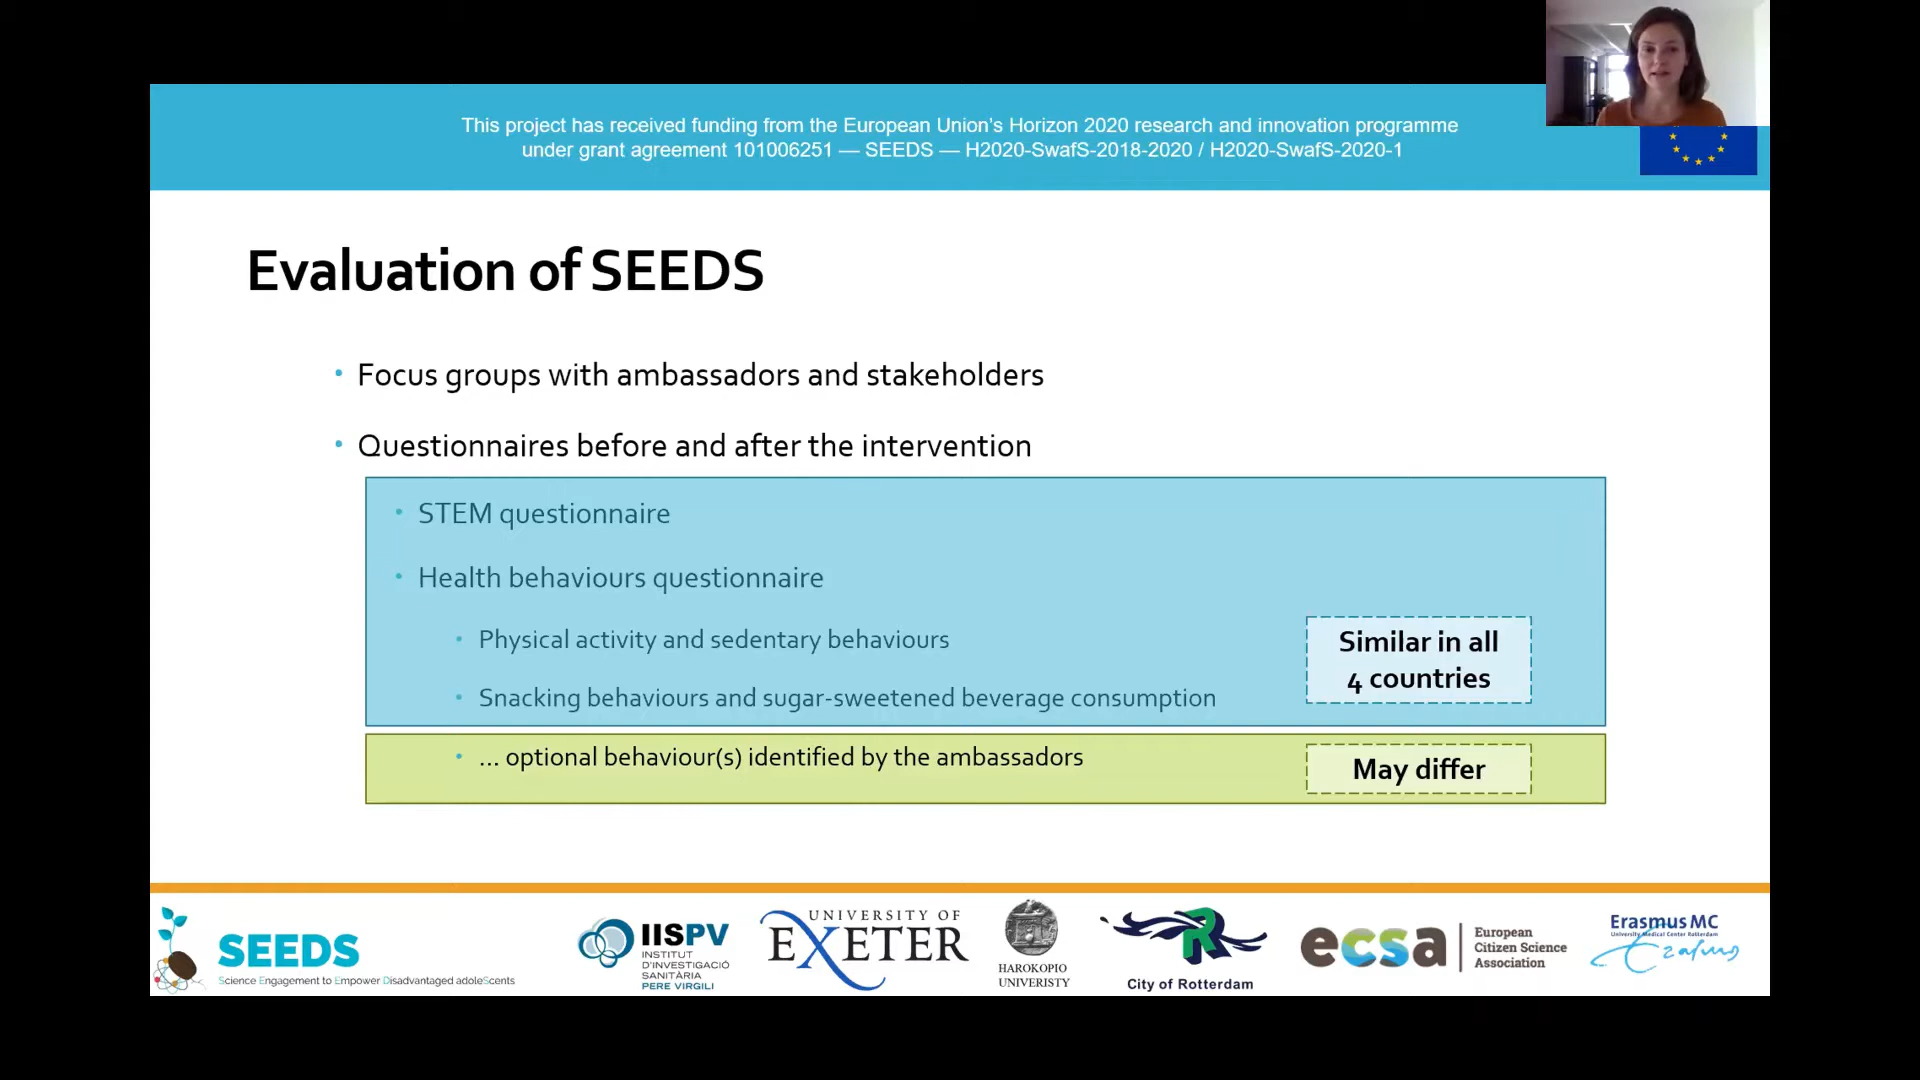 This project has received funding from the European Union's Horizon 2020 research and innovation programme
under grant agreement 101006251 — SEEDS — H2020-SwafS-2018-2020 / H2020-SwafS-2020-1
Evaluation of SEEDS
• Focus groups with ambassadors and stakeholders
• Questionnaires before and after the intervention
• STEM questionnaire
• Health behaviours questionnaire
• Physical activity and sedentary behaviours
• Snacking behaviours and sugar-sweetened beverage consumption
Similar in all
4 countries
• ... optional behaviour(s) identified by the ambassadors
May differ
SEEDS
Science Engagement to Empower Disadvantaged adoleScents
IISPV
INSTITUT
D'INVESTIGACIÓ
SANITÀRIA
PERE VIRGILI
UNIVERSITY OF
EXETER
HAROKOPIO
UNIVERISTY
City of Rotterdam
ecsa
European
Citizen Science
Association
Erasmus MC
University Medical Center Rotterdam
Erasmus